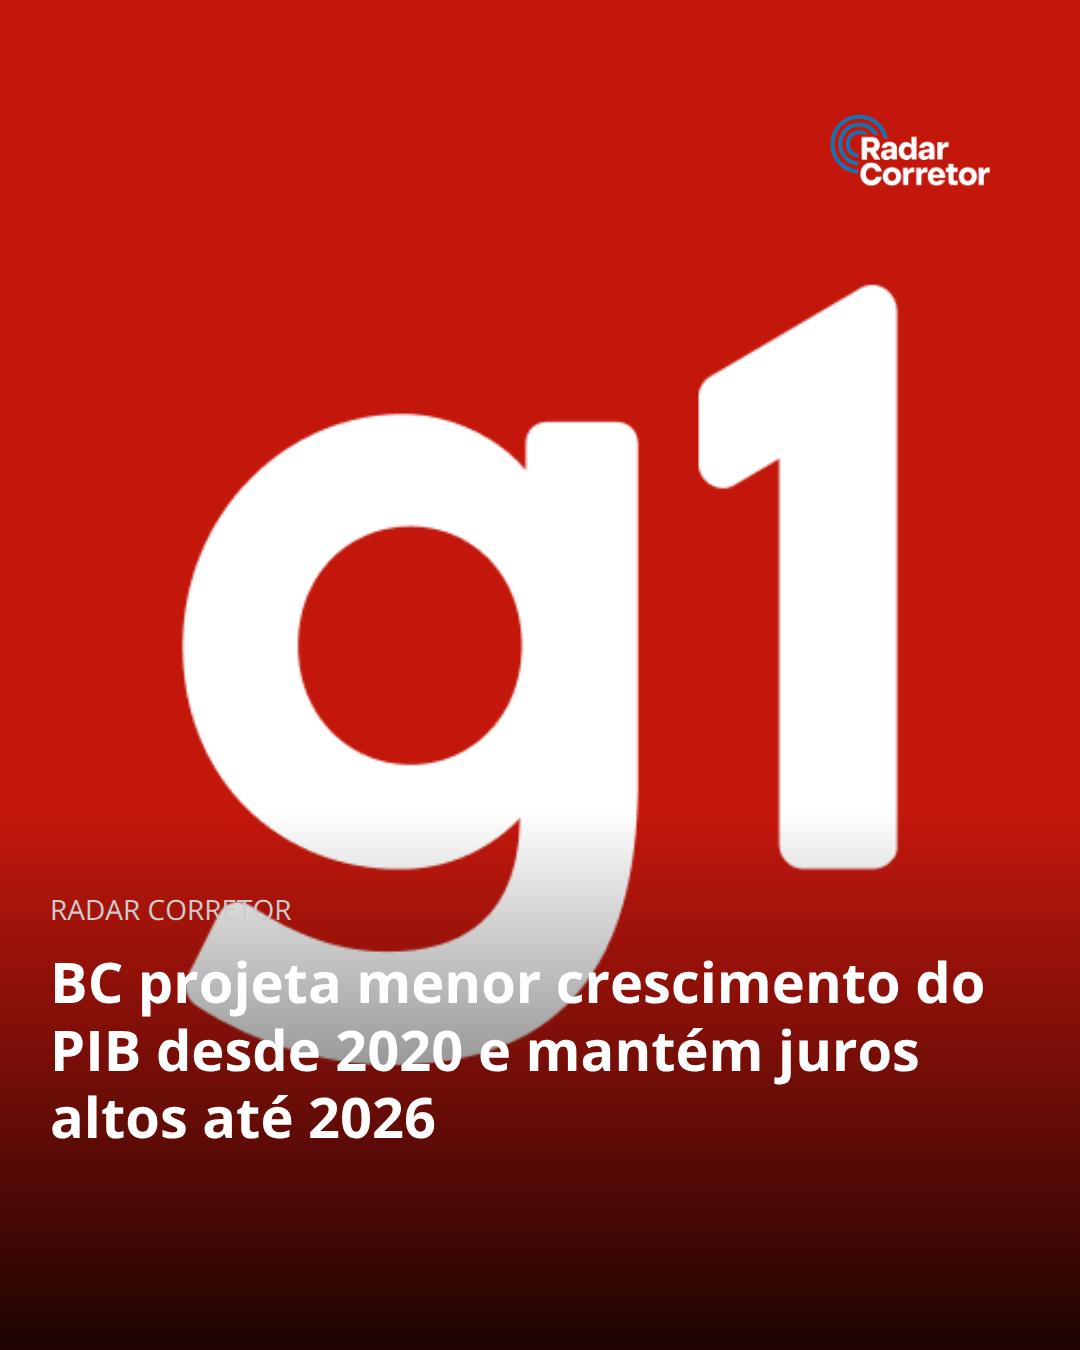 Radar
Corretor
g1
RADAR CORRETOR
BC projeta menor crescimento do
PIB desde 2020 e mantém juros
altos até 2026